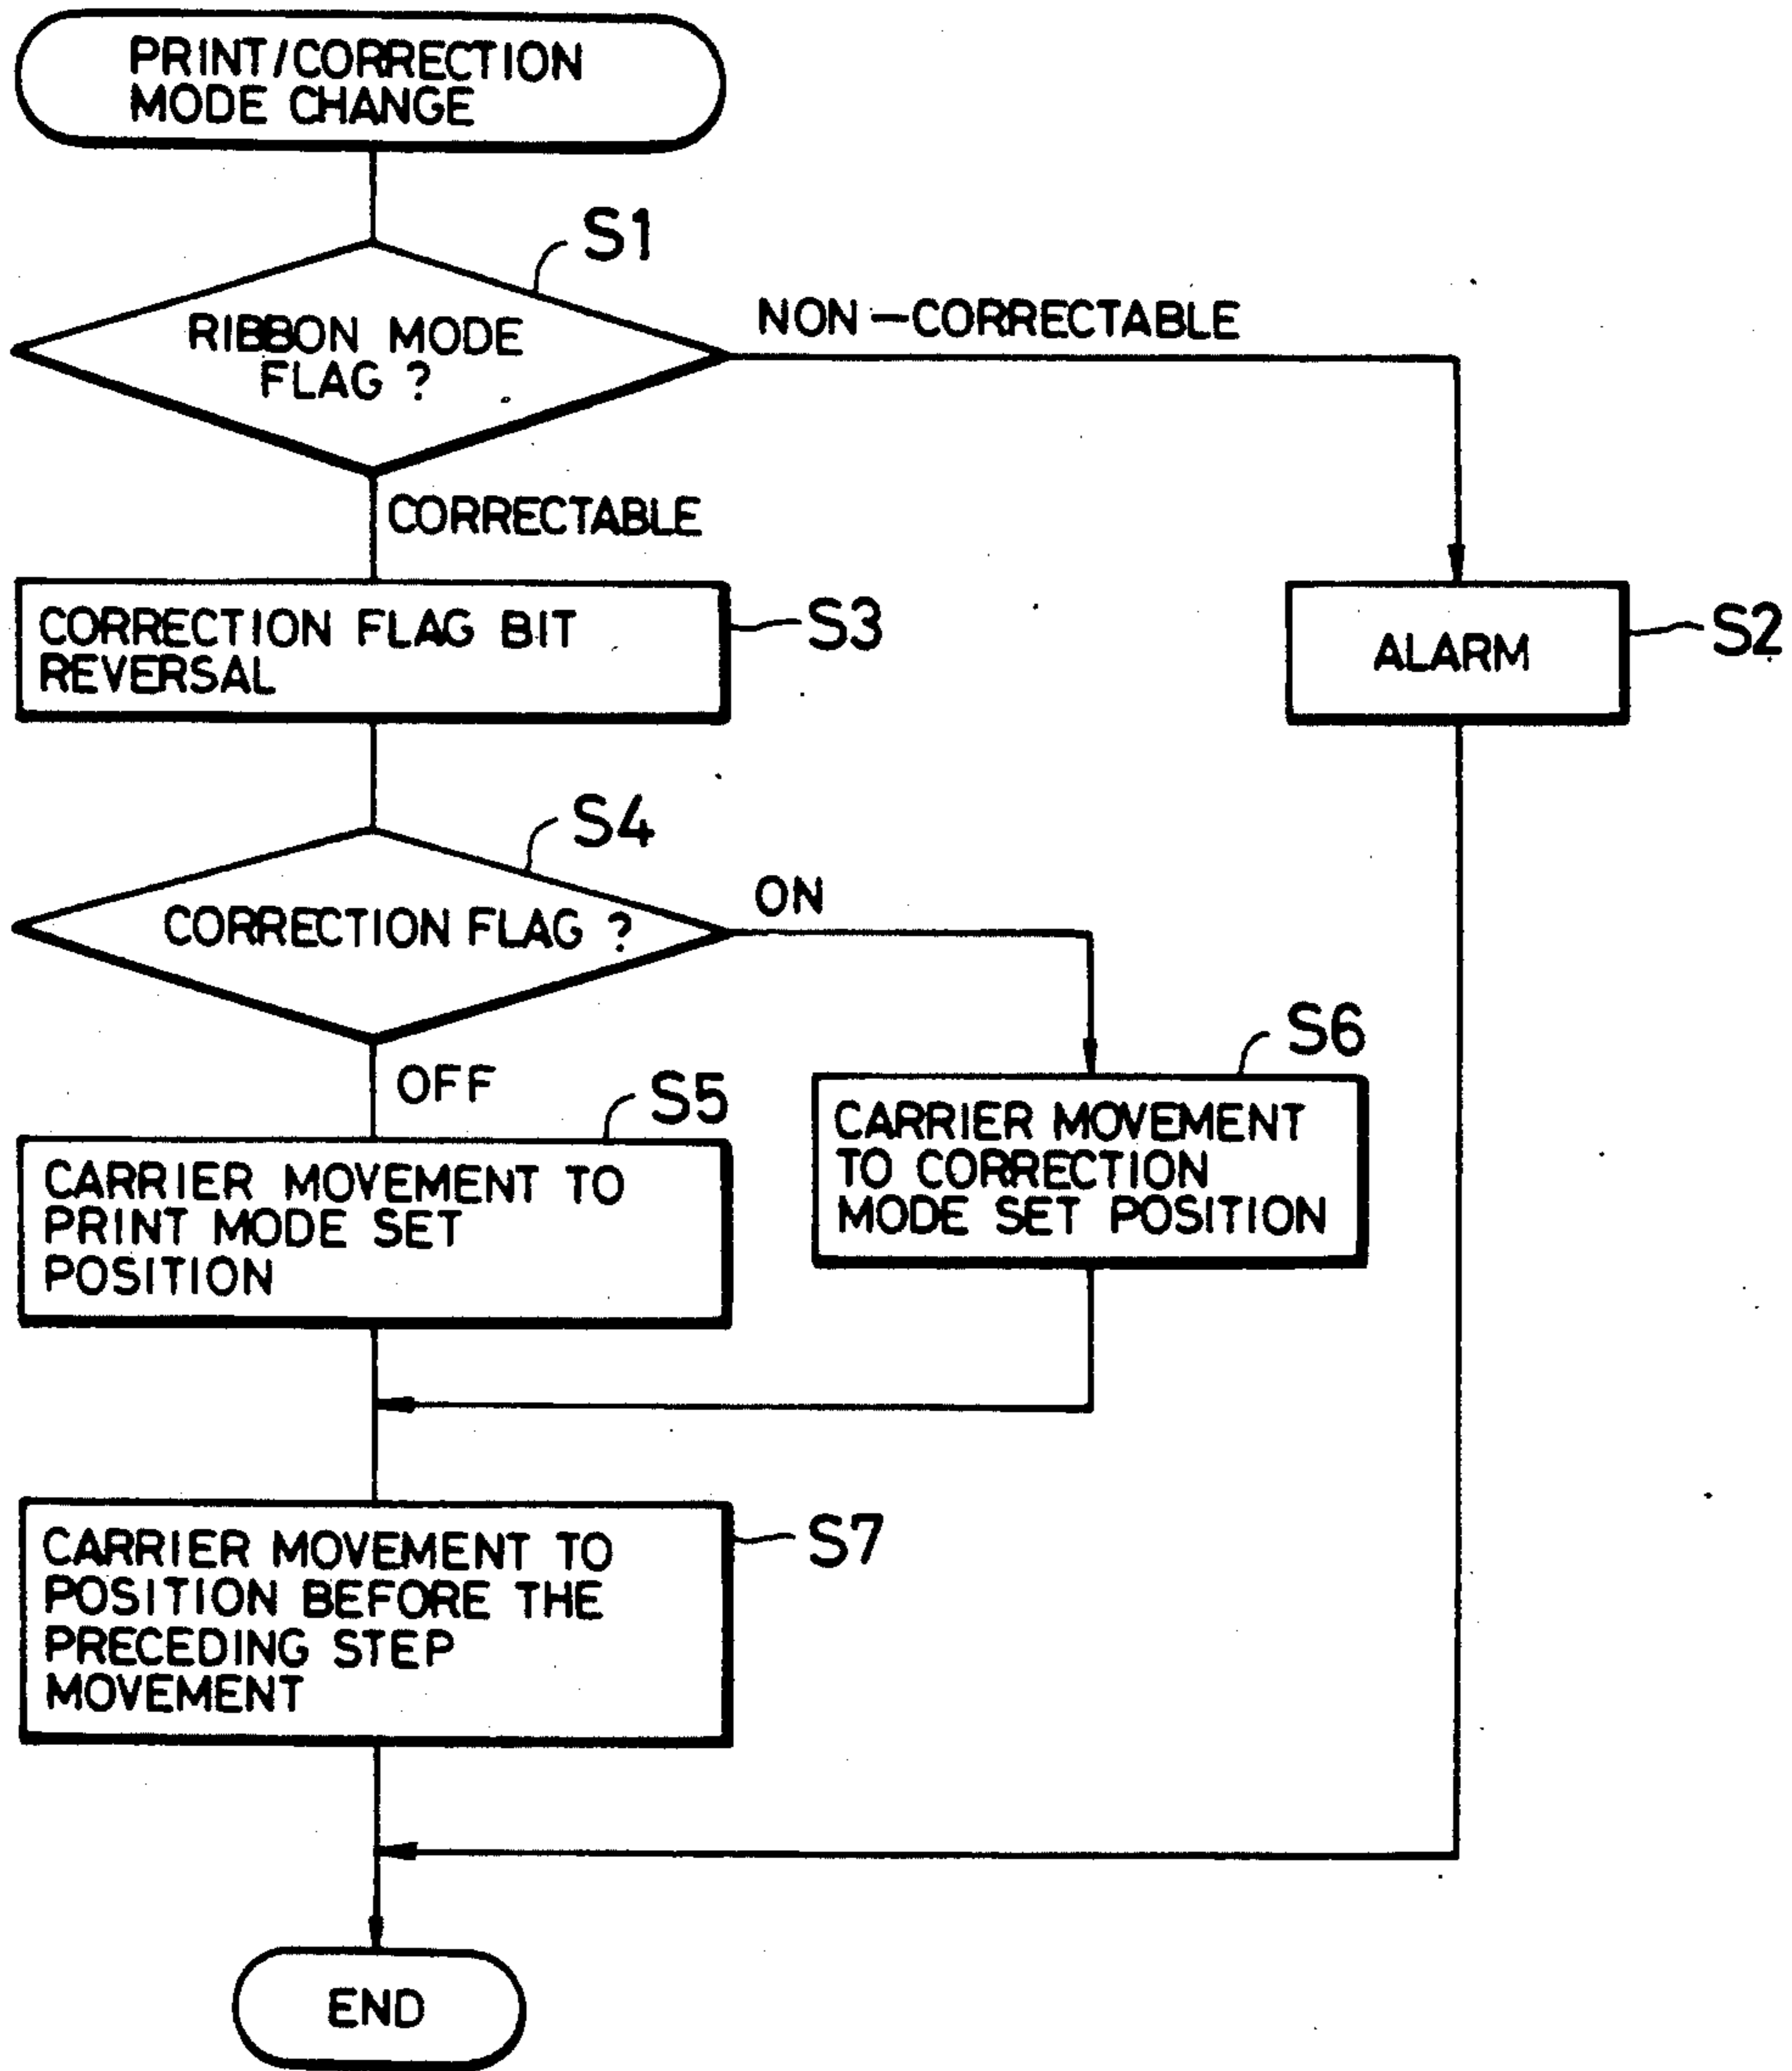 PRINT/CORRECTION
MODE CHANGE
S1
RIBBON MODE
FLAG ?
NON-CORRECTABLE
CORRECTABLE
CORRECTION FLAG BIT
REVERSAL
S3
ALARM
S2
S4
CORRECTION FLAG ?
ON
OFF
S5
CARRIER MOVEMENT TO
PRINT MODE SET
POSITION
S6
CARRIER MOVEMENT
TO CORRECTION
MODE SET POSITION
CARRIER MOVEMENT TO
POSITION BEFORE THE
PRECEDING STEP
MOVEMENT
S7
END